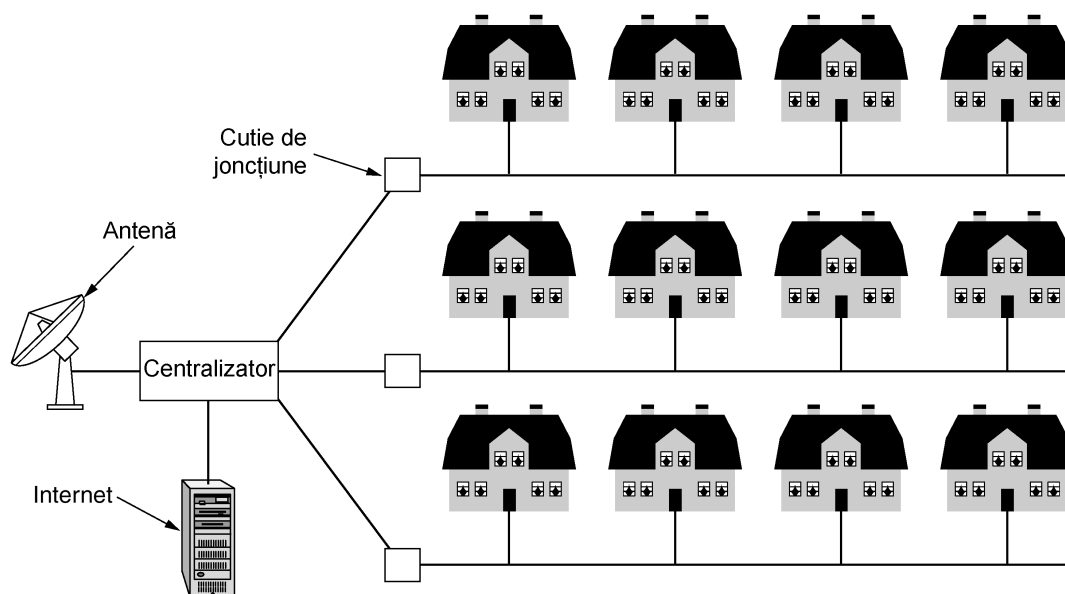 Cutie de
joncțiune
Antenă
Centralizator
Internet